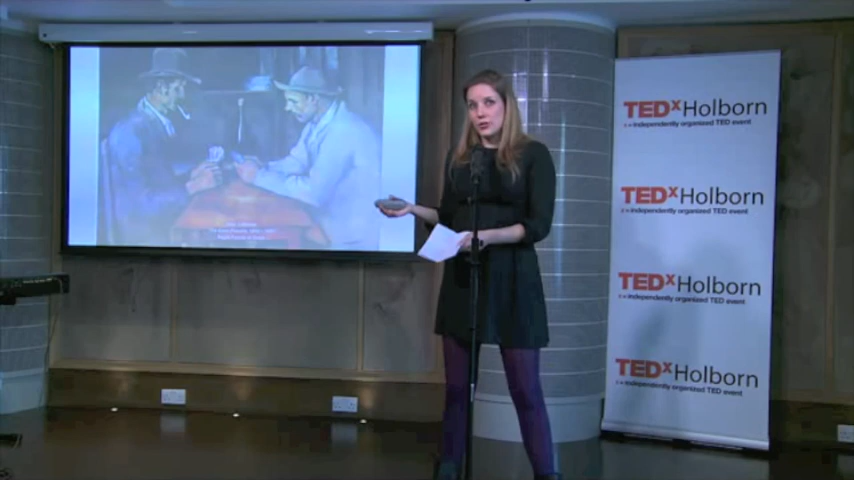 TEDxHolborn
x = independently organized TED event
TEDxHolborn
x = independently organized TED event
TEDxHolborn
x = independently organized TED event
TEDxHolborn
x = independently organized TED event